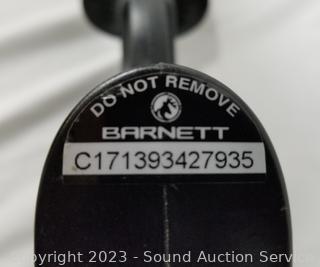 DO NOT REMOVE
BARNETT
C171393427935
Copyright 2023 - Sound Auction Service